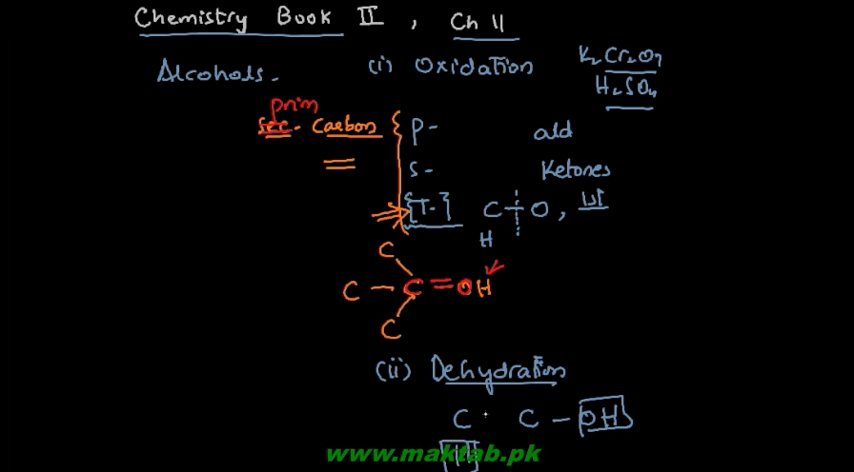 Chemistry Book II, Ch 11
Alcohols. (i) Oxidation K2Cr2O7
H2SO4
prim
sec- Carbon { P- ald
S- Ketones
[T-] C O,
H
C
C - C = OH
C
(ii) Dehydration
C C - OH
H
www.maktab.pk